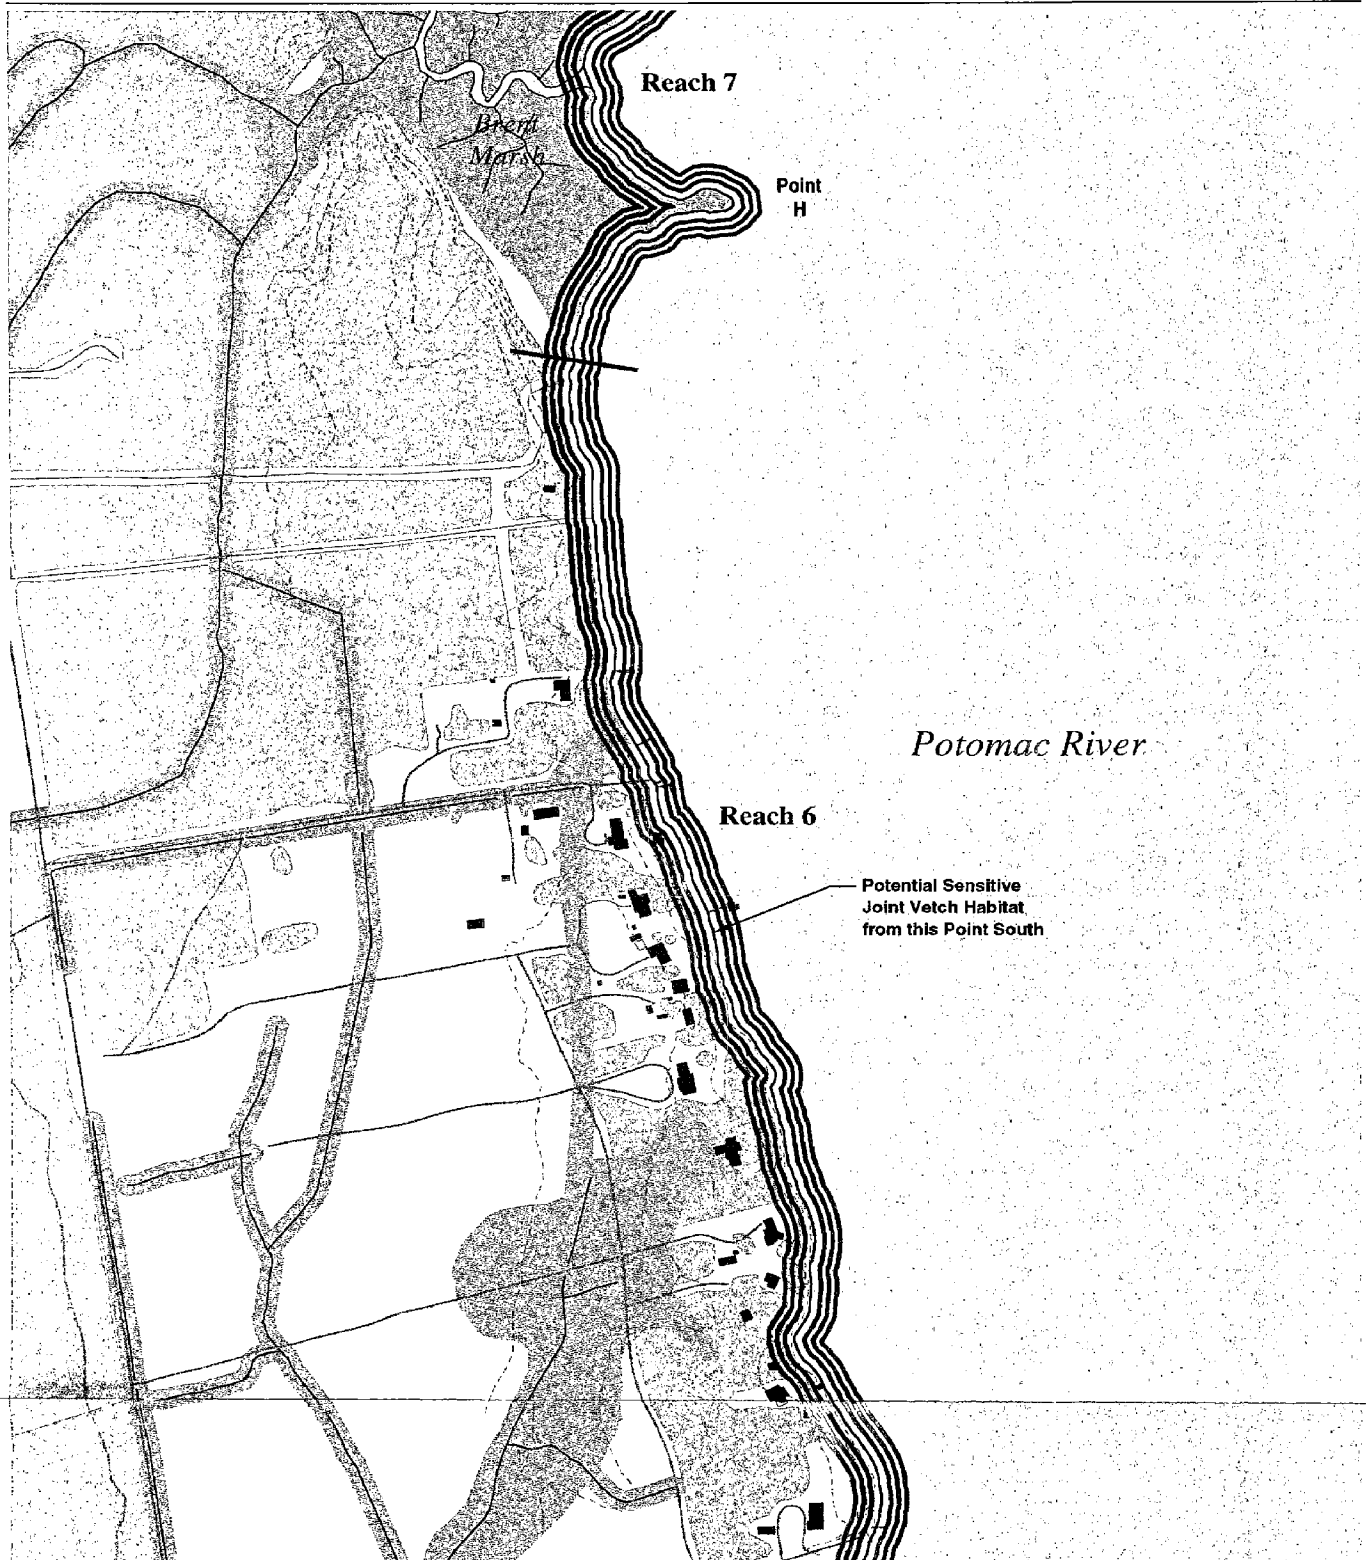 Reach 7
Brent
Marsh
Point
H
Potomac River
Reach 6
Potential Sensitive
Joint Vetch Habitat
from this Point South